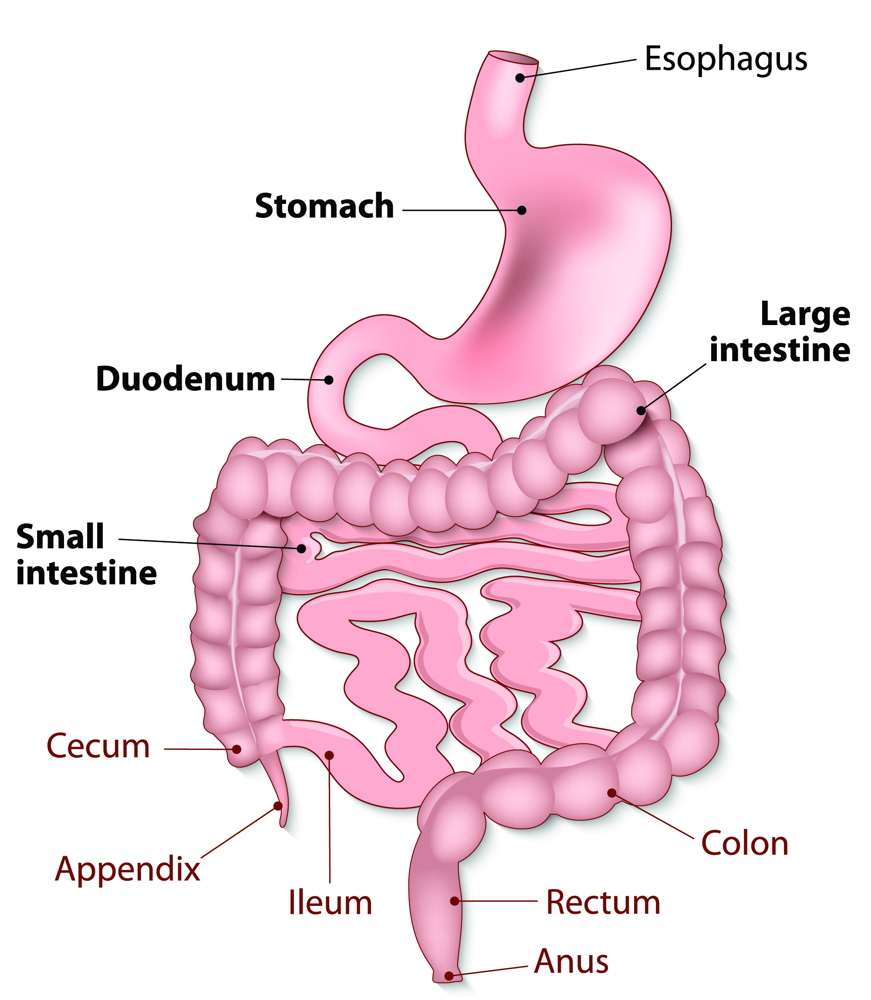 Esophagus
Stomach
Large
intestine
Duodenum
Small
intestine
Cecum
Appendix
Ileum
Colon
Rectum
Anus